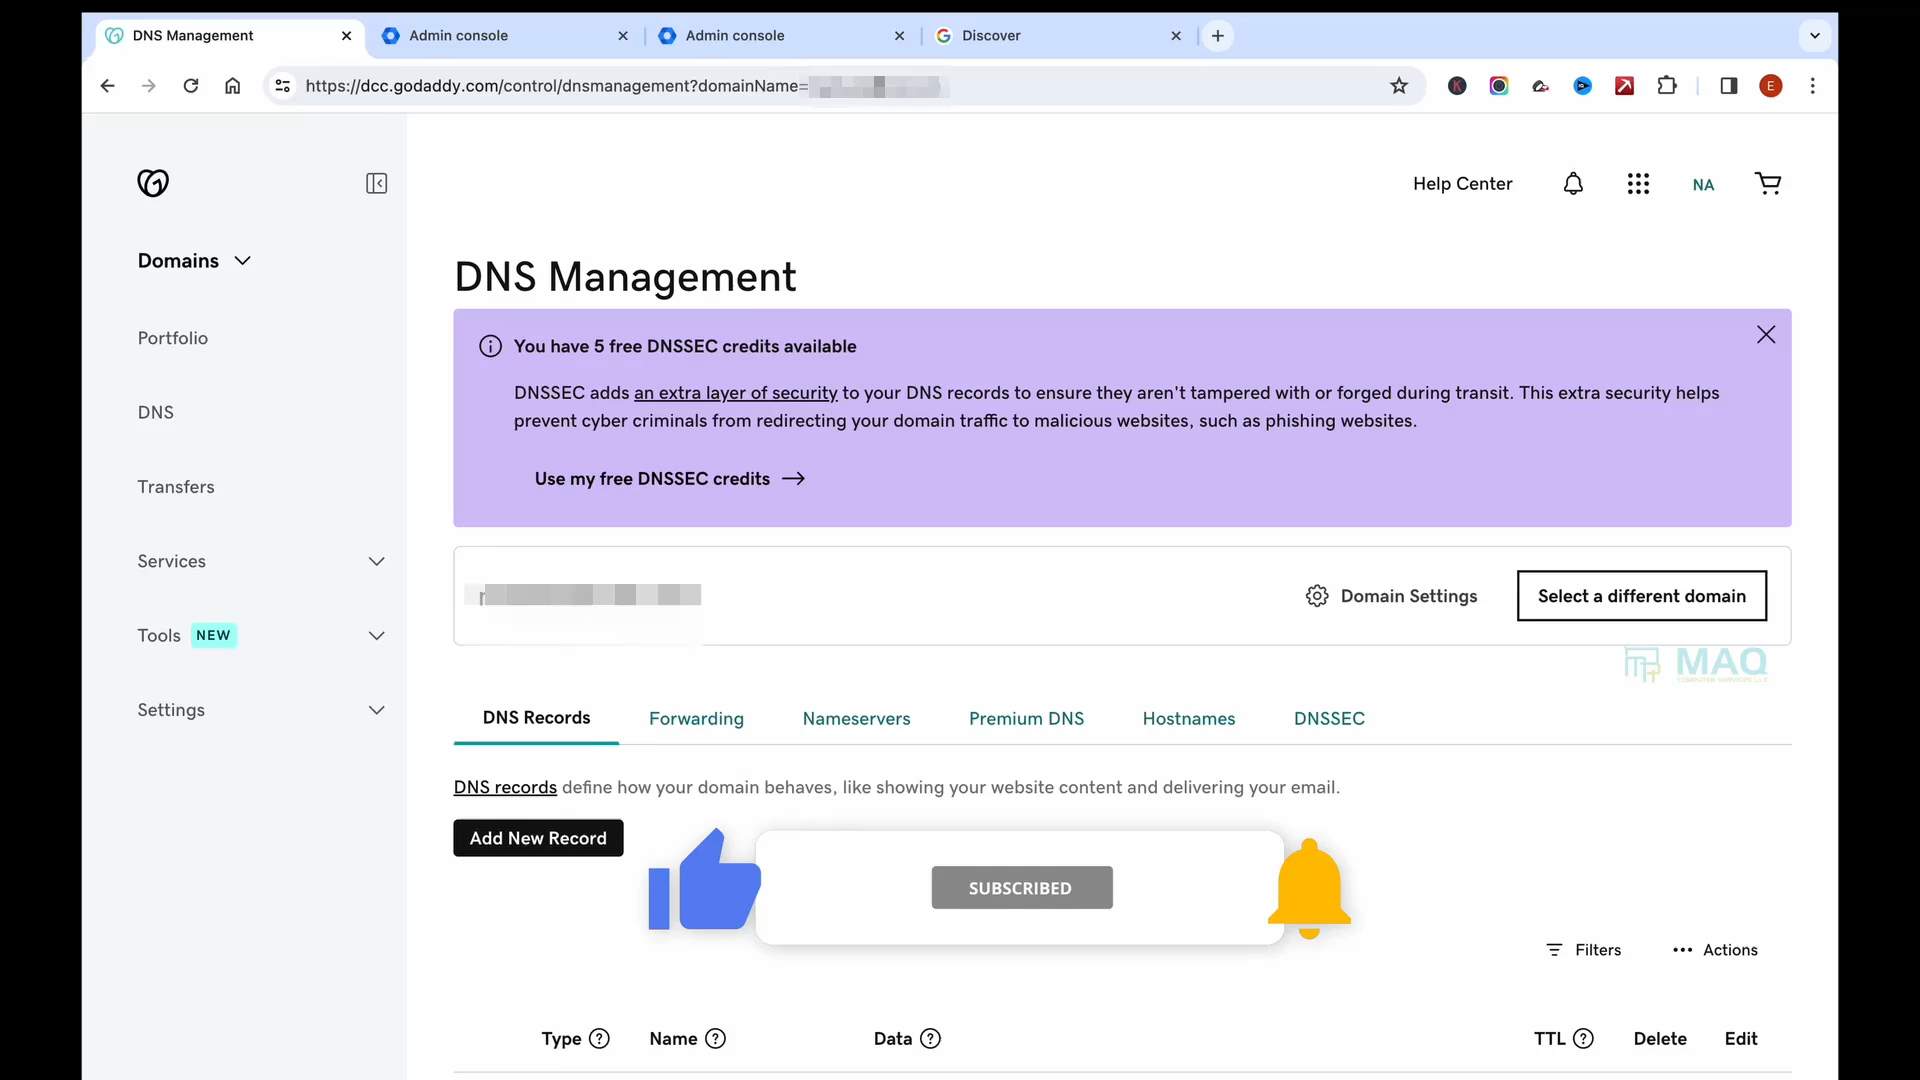 DNS Management
Admin console
Admin console
Discover
https://dcc.godaddy.com/control/dnsmanagement?domainName=
E
Help Center
NA
Domains
Portfolio
DNS
Transfers
Services
Tools NEW
Settings
DNS Management
You have 5 free DNSSEC credits available
DNSSEC adds an extra layer of security to your DNS records to ensure they aren't tampered with or forged during transit. This extra security helps
prevent cyber criminals from redirecting your domain traffic to malicious websites, such as phishing websites.
Use my free DNSSEC credits
Domain Settings
Select a different domain
MAQ
COMPUTER SERVICES LLC
DNS Records
Forwarding
Nameservers
Premium DNS
Hostnames
DNSSEC
DNS records define how your domain behaves, like showing your website content and delivering your email.
Add New Record
SUBSCRIBED
Filters
Actions
Type
Name
Data
TTL
Delete
Edit